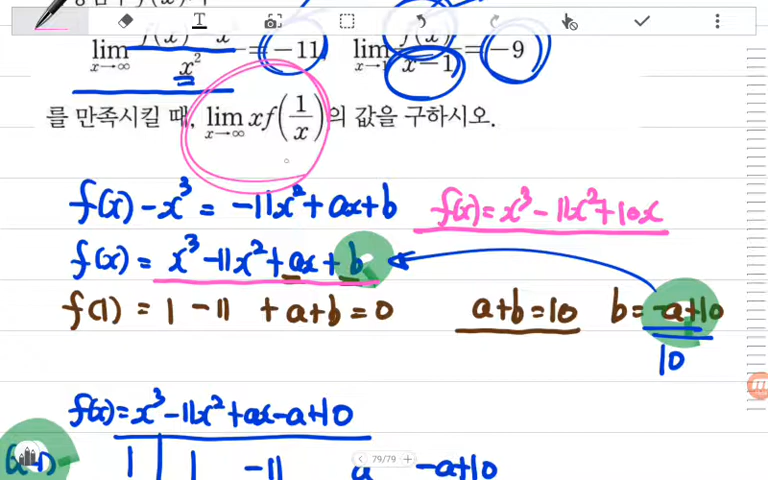 lim x→∞ x² = -11 lim x→1 f(x) x-1 = -9
를 만족시킬 때, lim x→∞ xf(1/x)의 값을 구하시오.
f(x)-x³ = -11x²+ax+b
f(x)=x³-11x²+10x
f(x) = x³-11x²+ax+b
f(1) = 1 -11 +a+b=0 a+b=10 b=-a+10
10
f(x)=x³-11x²+ax-a+10
1 1 -11 a -a+10
79/79